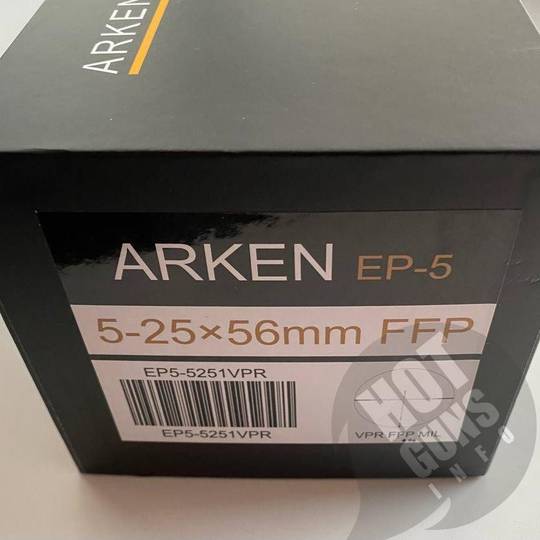 ARKEN
ARKEN EP-5
5-25×56mm FFP
EP5-5251VPR
EP5-5251VPR
VPR FFP MIL
HOT
GUNS
INFO